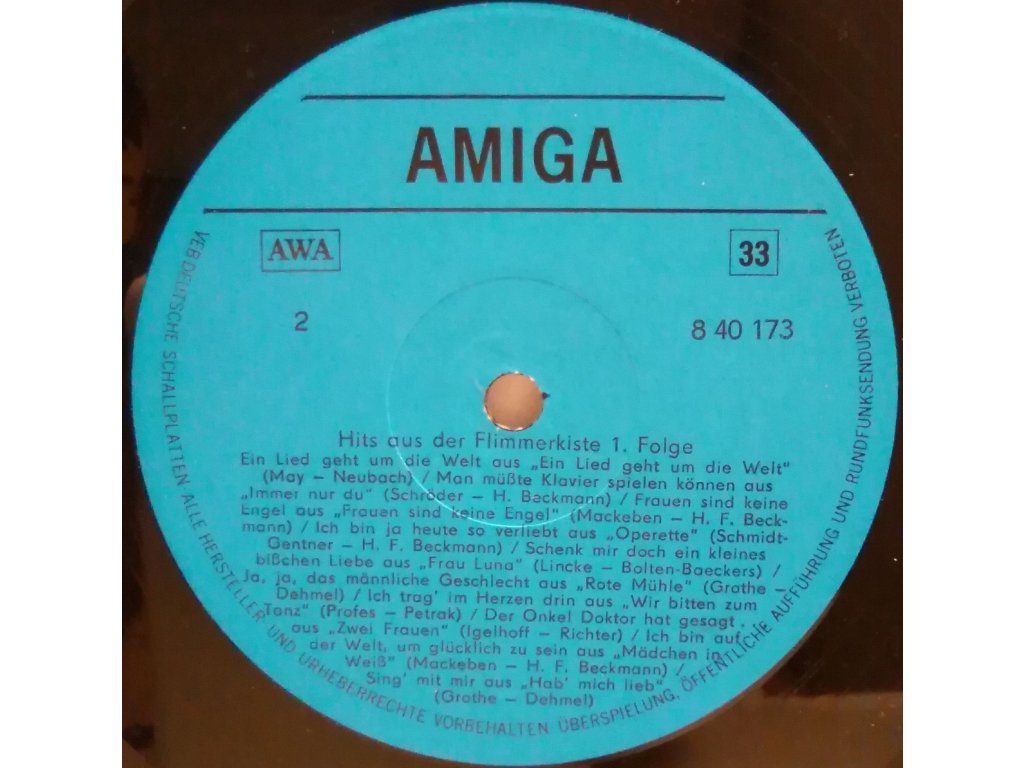 AMIGA
AWA
33
2
8 40 173
Hits aus der Flimmerkiste 1. Folge
Ein Lied geht um die Welt aus „Ein Lied geht um die Welt"
(May – Neubach) / Man müßte Klavier spielen können aus
„Immer nur du" (Schröder – H. Beckmann) / Frauen sind keine
Engel aus „Frauen sind keine Engel" (Mackeben – H. F. Beck-
mann) / Ich bin ja heute so verliebt aus „Operette" (Schmidt-
Gentner – H. F. Beckmann) / Schenk mir doch ein kleines
bißchen Liebe aus „Frau Luna" (Lincke – Bolten-Baeckers) /
Ja, ja, das männliche Geschlecht aus „Rote Mühle" (Grothe –
Dehmel) / Ich trag' im Herzen drin aus „Wir bitten zum
Tanz" (Profes – Petrak) / Der Onkel Doktor hat gesagt . .
aus „Zwei Frauen" (Igelhoff – Richter) / Ich bin auf
der Welt, um glücklich zu sein aus „Mädchen in
Weiß" (Mackeben – H. F. Beckmann) /
Sing' mit mir aus „Hab' mich lieb"
(Grothe – Dehmel)
VEB DEUTSCHE SCHALLPLATTEN ALLE HERSTELLER UND URHEBERRECHTE VORBEHALTEN ÜBERSPIELUNG, ÖFFENTLICHE AUFFÜHRUNG UND RUNDFUNKSENDUNG VERBOTEN